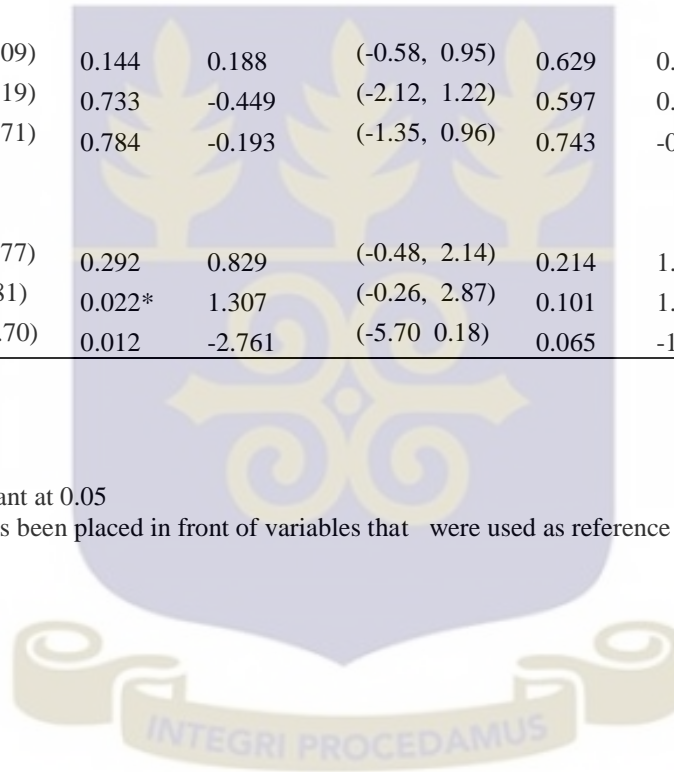 09) 0.144 0.188 (-0.58, 0.95) 0.629 0.
19) 0.733 -0.449 (-2.12, 1.22) 0.597 0.
71) 0.784 -0.193 (-1.35, 0.96) 0.743 -0
77) 0.292 0.829 (-0.48, 2.14) 0.214 1.
81) 0.022* 1.307 (-0.26, 2.87) 0.101 1.
.70) 0.012 -2.761 (-5.70 0.18) 0.065 -1
ant at 0.05
s been placed in front of variables that were used as reference
INTEGRI PROCEDAMUS